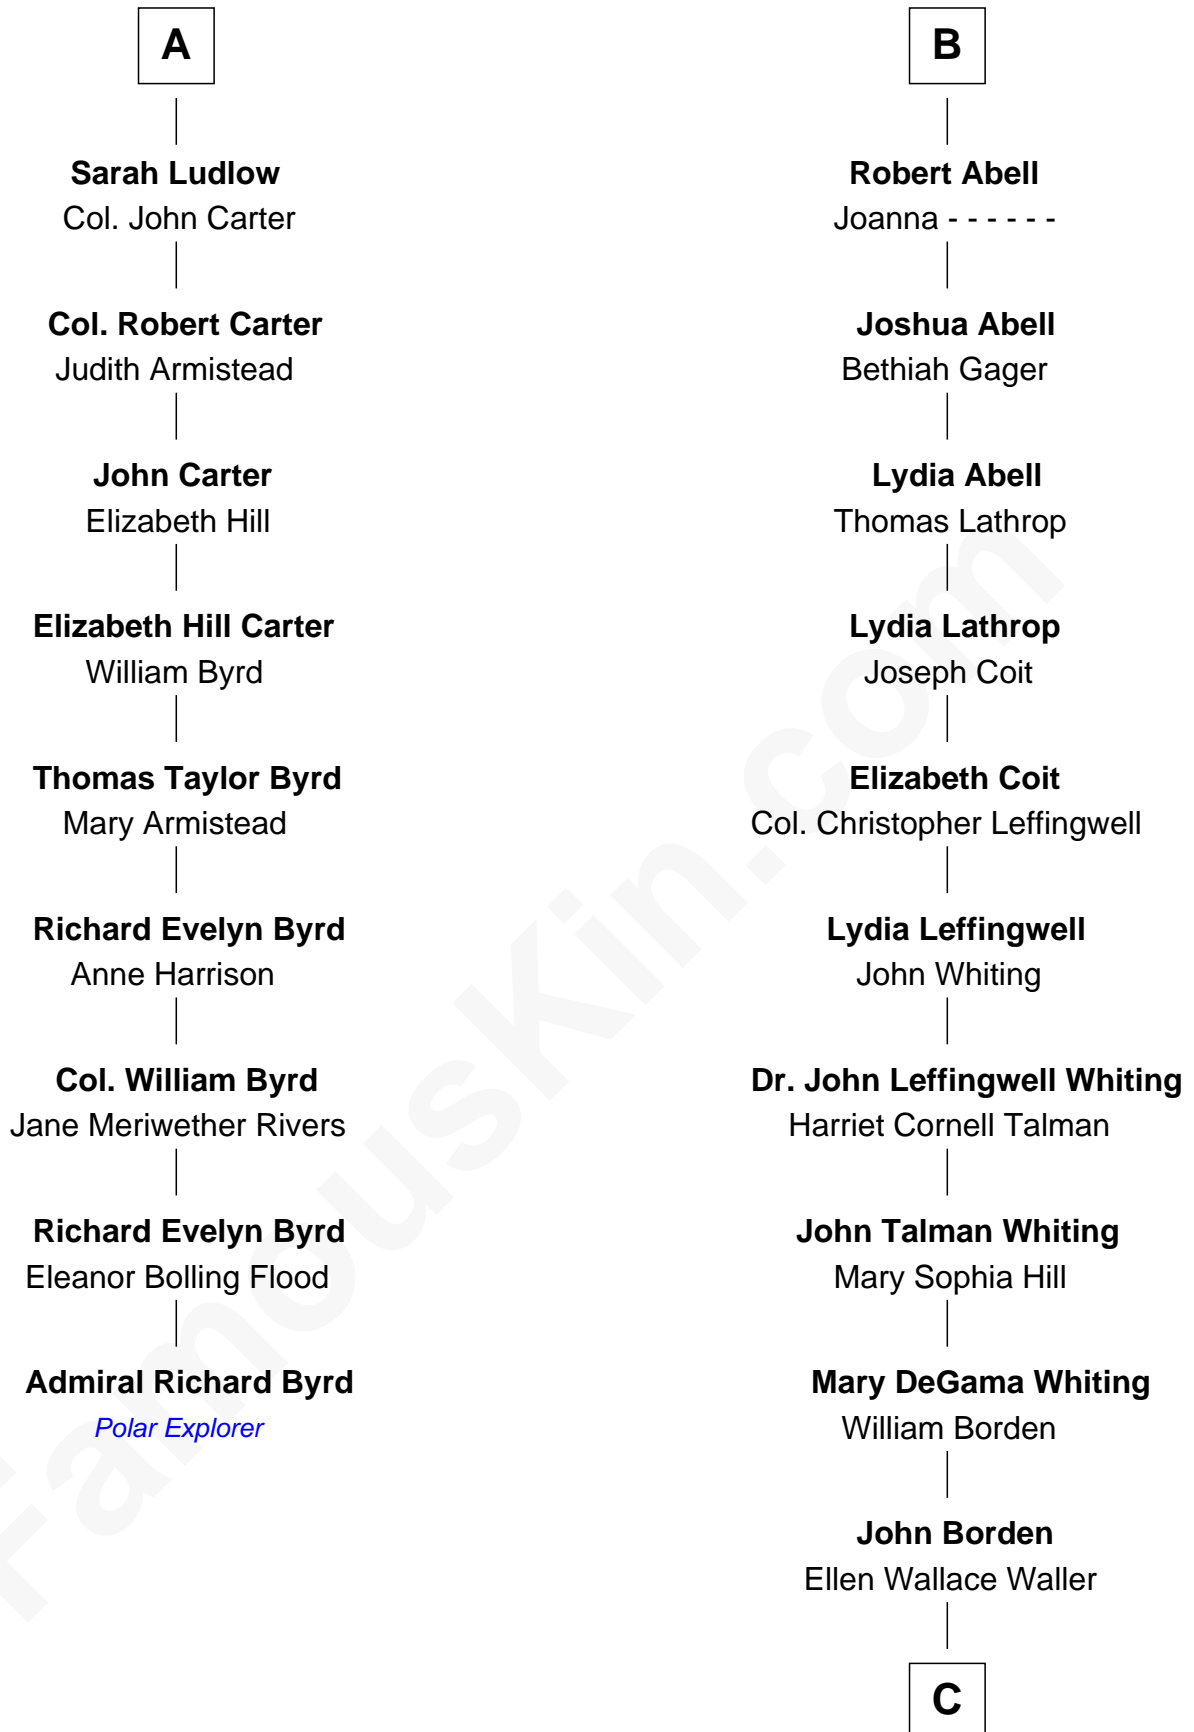 A
Sarah Ludlow
Col. John Carter
Col. Robert Carter
Judith Armistead
John Carter
Elizabeth Hill
Elizabeth Hill Carter
William Byrd
Thomas Taylor Byrd
Mary Armistead
Richard Evelyn Byrd
Anne Harrison
Col. William Byrd
Jane Meriwether Rivers
Richard Evelyn Byrd
Eleanor Bolling Flood
Admiral Richard Byrd
Polar Explorer
B
Robert Abell
Joanna - - - - - -
Joshua Abell
Bethiah Gager
Lydia Abell
Thomas Lathrop
Lydia Lathrop
Joseph Coit
Elizabeth Coit
Col. Christopher Leffingwell
Lydia Leffingwell
John Whiting
Dr. John Leffingwell Whiting
Harriet Cornell Talman
John Talman Whiting
Mary Sophia Hill
Mary DeGama Whiting
William Borden
John Borden
Ellen Wallace Waller
C
FamousKin.com